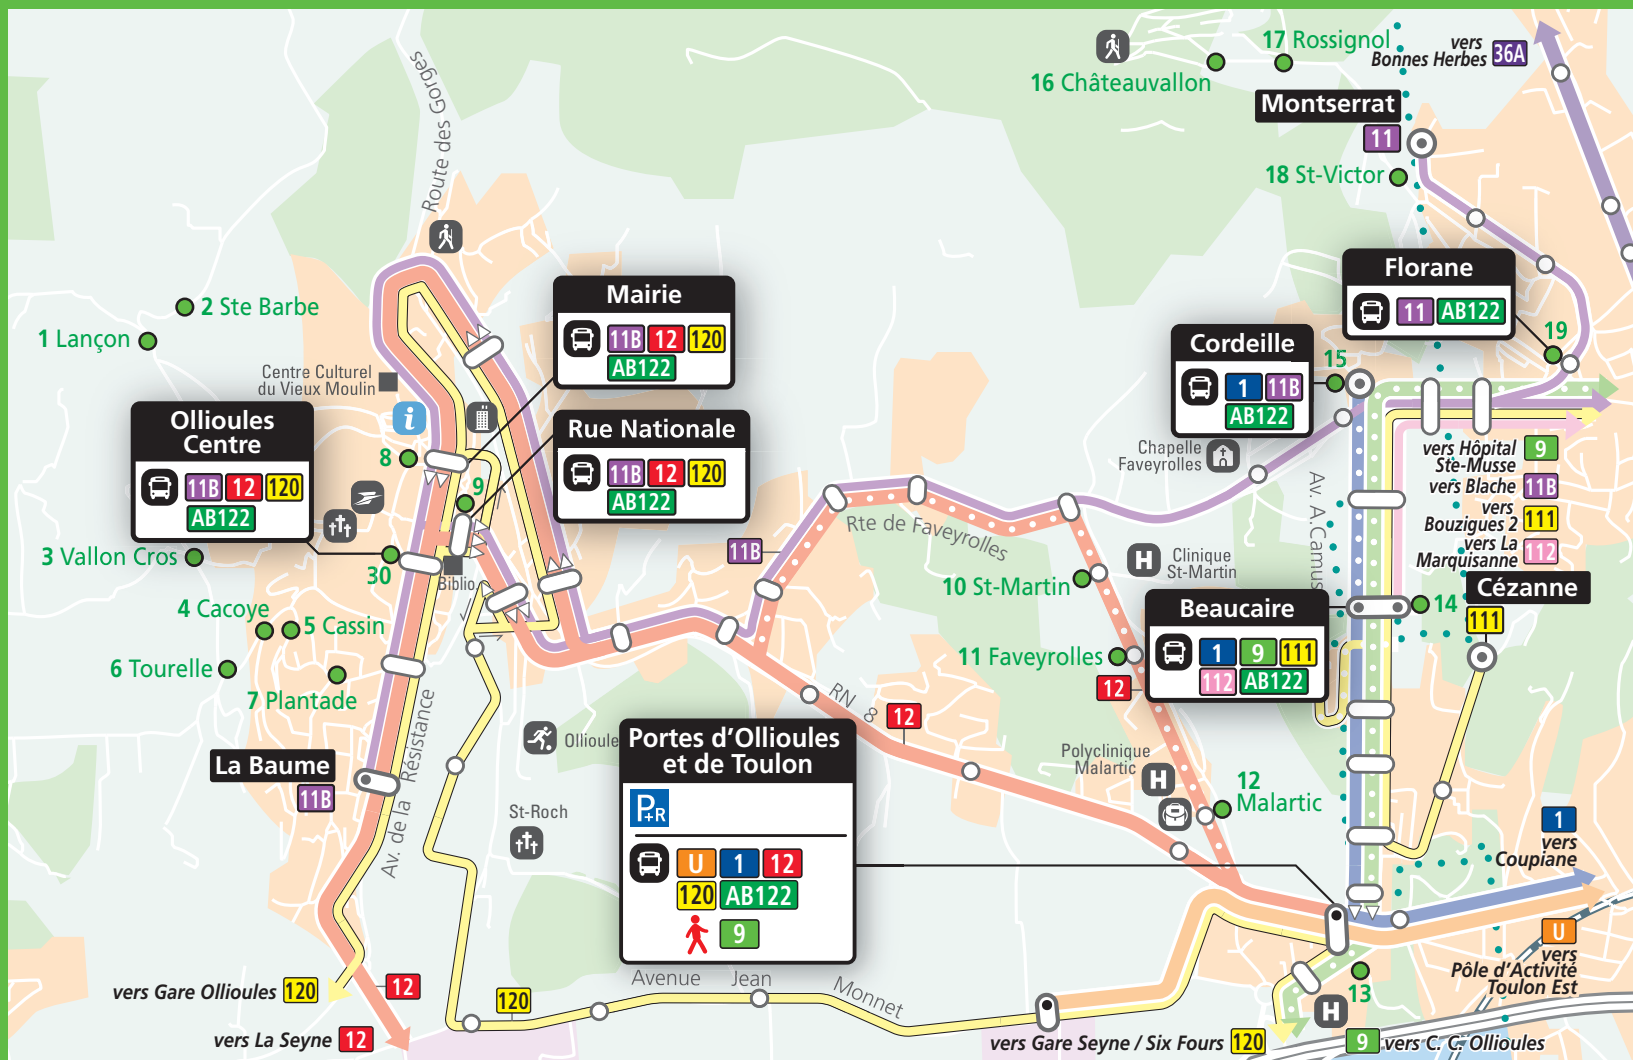 17 Rossignol
vers
Bonnes Herbes 36A
16 Châteauvallon
Montserrat
11
18 St-Victor
Route des Gorges
Florane
11 AB122
19
2 Ste Barbe
1 Lançon
Mairie
11B 12 120
AB122
Cordeille
1 11B
AB122
15
Centre Culturel
du Vieux Moulin
Ollioules
Centre
11B 12 120
AB122
i
8
9
Rue Nationale
11B 12 120
AB122
Chapelle
Faveyrolles
vers Hôpital
Ste-Musse 9
vers Blache 11B
vers
Bouzigues 2 111
vers La
Marquisanne 112
Av. A.Camus
Rte de Faveyrolles
11B
3 Vallon Cros
30
Biblio
H Clinique
St-Martin
10 St-Martin
Cézanne
111
14
Beaucaire
1 9 111
112 AB122
4 Cacoye
5 Cassin
6 Tourelle
7 Plantade
11 Faveyrolles
12
RN 8
12
Ollioule
Portes d'Ollioules
et de Toulon
P+R
U 1 12
120 AB122
9
La Baume
11B
Av. de la Résistance
Polyclinique
Malartic
H
12
Malartic
St-Roch
1
vers
Coupiane
U
vers
Pôle d'Activité
Toulon Est
13
H
Avenue Jean Monnet
120
vers Gare Ollioules 120
12
vers La Seyne 12
vers Gare Seyne / Six Fours 120
9 vers C. C. Ollioules